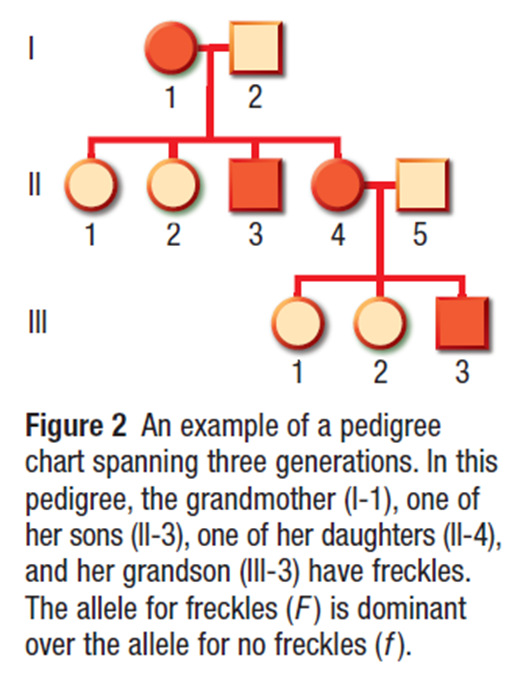 I
1 2
II
1 2 3 4 5
III
1 2 3
Figure 2 An example of a pedigree
chart spanning three generations. In this
pedigree, the grandmother (I-1), one of
her sons (II-3), one of her daughters (II-4),
and her grandson (III-3) have freckles.
The allele for freckles (F) is dominant
over the allele for no freckles (f).